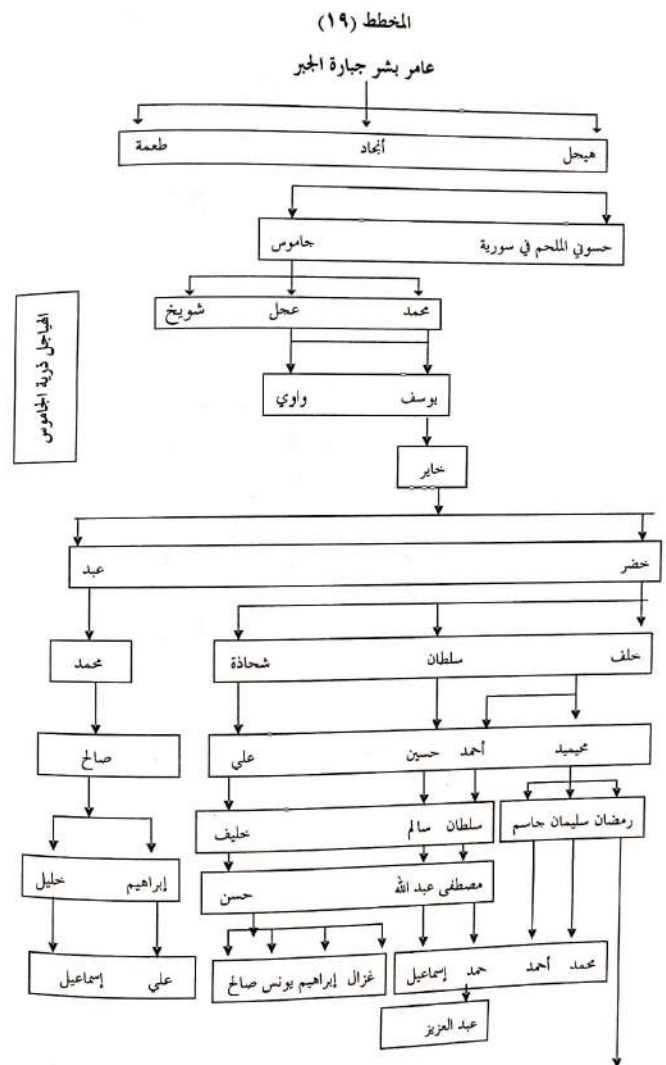 المخطط (١٩)
عامر بشر جبارة الجبر
هيجل أنجاد طعمة
حسوني الملحم في سورية جاموس
محمد عجل شويخ
الهياجل ذرية الجاموس
يوسف واوي
خاير
خضر عبد
خلف سلطان شحاذة
محمد
محيميد أحمد حسين علي
صالح
رمضان سليمان جاسم
سلطان سالم خليف
إبراهيم خليل
مصطفى عبد الله حسن
محمد أحمد حمد إسماعيل
غزال إبراهيم يونس صالح
علي إسماعيل
عبد العزيز